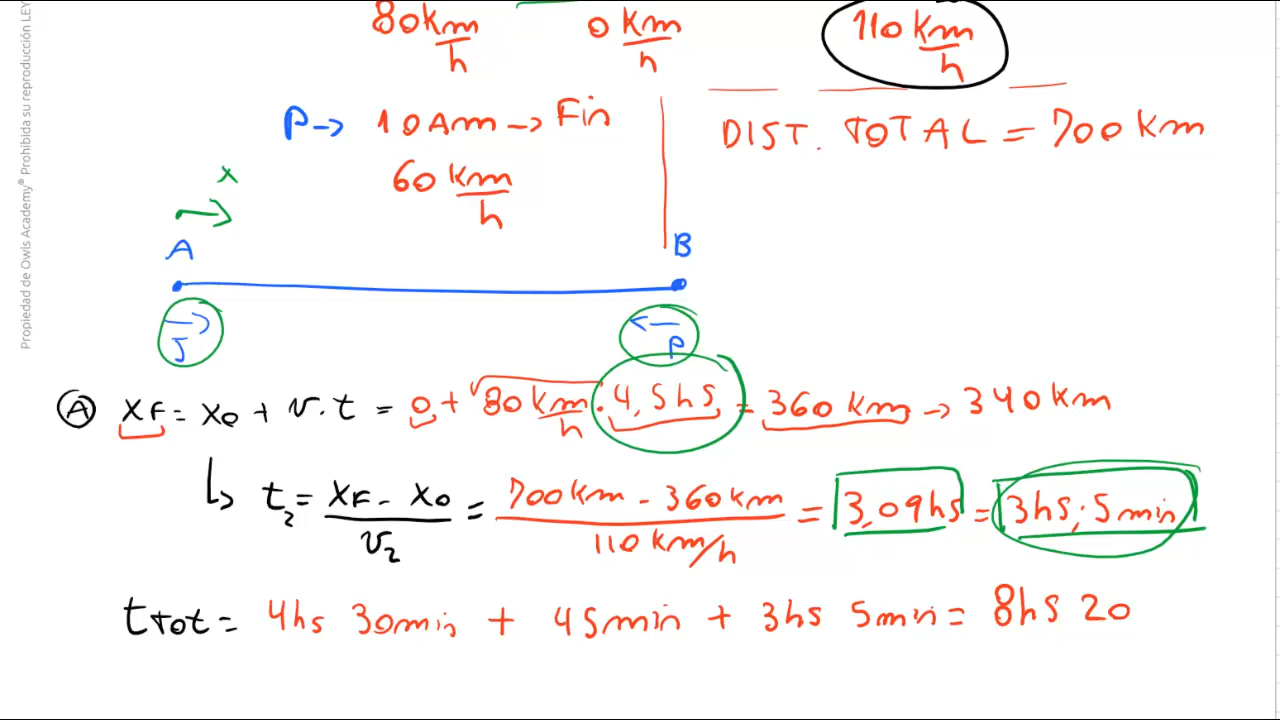 80 km/h 0 km/h 110 km/h
P → 10 Am → Fin
60 km/h
DIST. TOTAL = 700 km
x
A B
J P
A XF = X0 + v.t = 0 + 80 km/h . 4,5 hs = 360 km → 340 km
↳ t2 = XF - X0 / v2 = 700 km - 360 km / 110 km/h = 3,09 hs = 3 hs . 5 min
tTOT = 4 hs 30 min + 45 min + 3 hs 5 min = 8 hs 20
Propiedad de Owls Academy® Prohibida su reproducción LEY